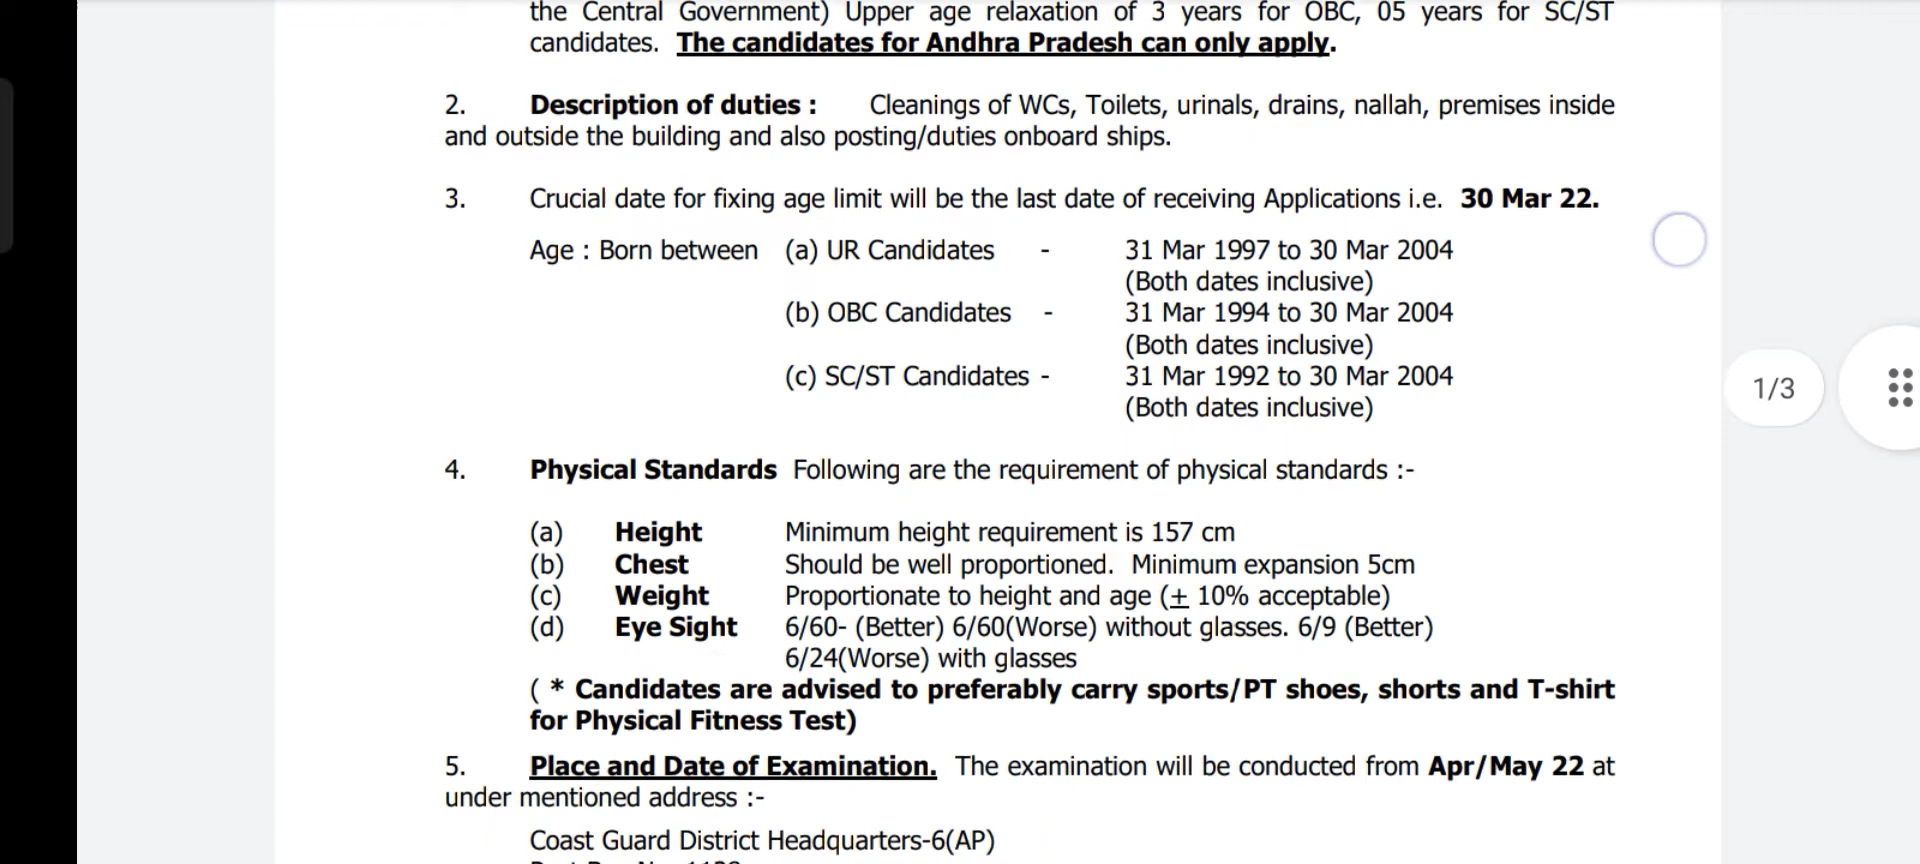 the Central Government) Upper age relaxation of 3 years for OBC, 05 years for SC/ST
candidates. The candidates for Andhra Pradesh can only apply.
2. Description of duties : Cleanings of WCs, Toilets, urinals, drains, nallah, premises inside
and outside the building and also posting/duties onboard ships.
3. Crucial date for fixing age limit will be the last date of receiving Applications i.e. 30 Mar 22.
Age : Born between (a) UR Candidates - 31 Mar 1997 to 30 Mar 2004
(Both dates inclusive)
(b) OBC Candidates - 31 Mar 1994 to 30 Mar 2004
(Both dates inclusive)
(c) SC/ST Candidates - 31 Mar 1992 to 30 Mar 2004
(Both dates inclusive)
1/3
4. Physical Standards Following are the requirement of physical standards :-
(a) Height Minimum height requirement is 157 cm
(b) Chest Should be well proportioned. Minimum expansion 5cm
(c) Weight Proportionate to height and age (± 10% acceptable)
(d) Eye Sight 6/60- (Better) 6/60(Worse) without glasses. 6/9 (Better)
6/24(Worse) with glasses
( * Candidates are advised to preferably carry sports/PT shoes, shorts and T-shirt
for Physical Fitness Test)
5. Place and Date of Examination. The examination will be conducted from Apr/May 22 at
under mentioned address :-
Coast Guard District Headquarters-6(AP)